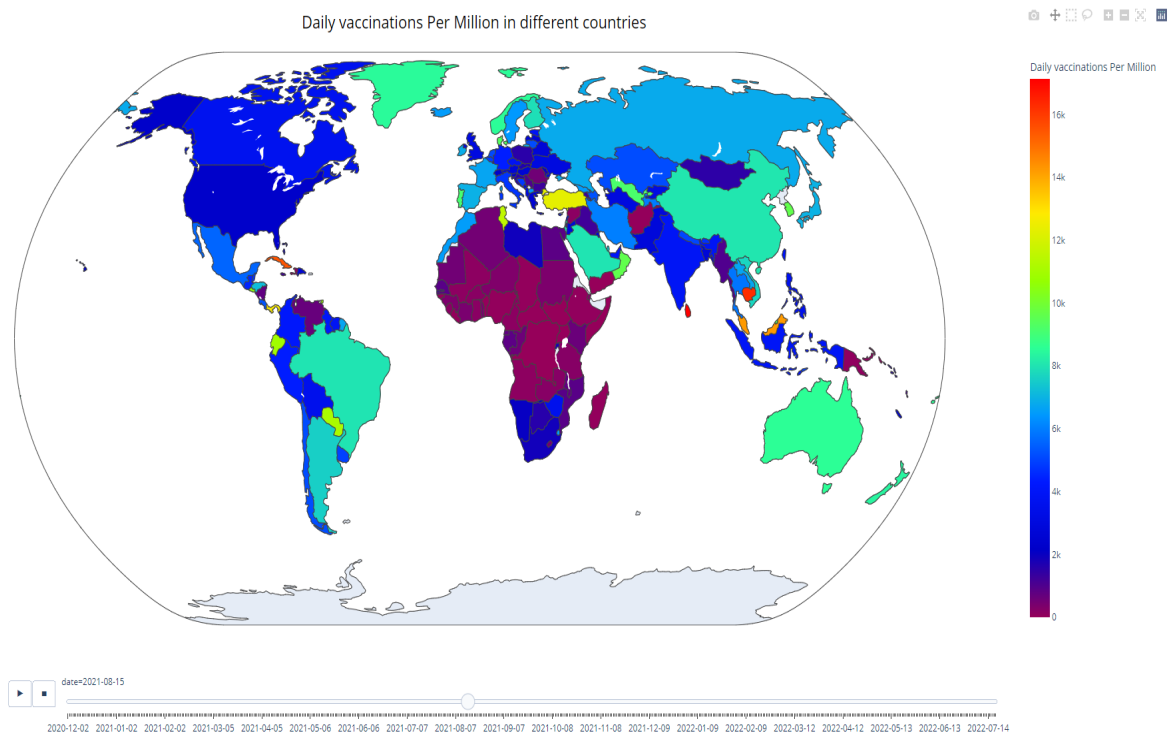 Daily vaccinations Per Million in different countries
Daily vaccinations Per Million
16k
14k
12k
10k
8k
6k
4k
2k
0
date=2021-08-15
2020-12-02 2021-01-02 2021-02-02 2021-03-05 2021-04-05 2021-05-06 2021-06-06 2021-07-07 2021-08-07 2021-09-07 2021-10-08 2021-11-08 2021-12-09 2022-01-09 2022-02-09 2022-03-12 2022-04-12 2022-05-13 2022-06-13 2022-07-14